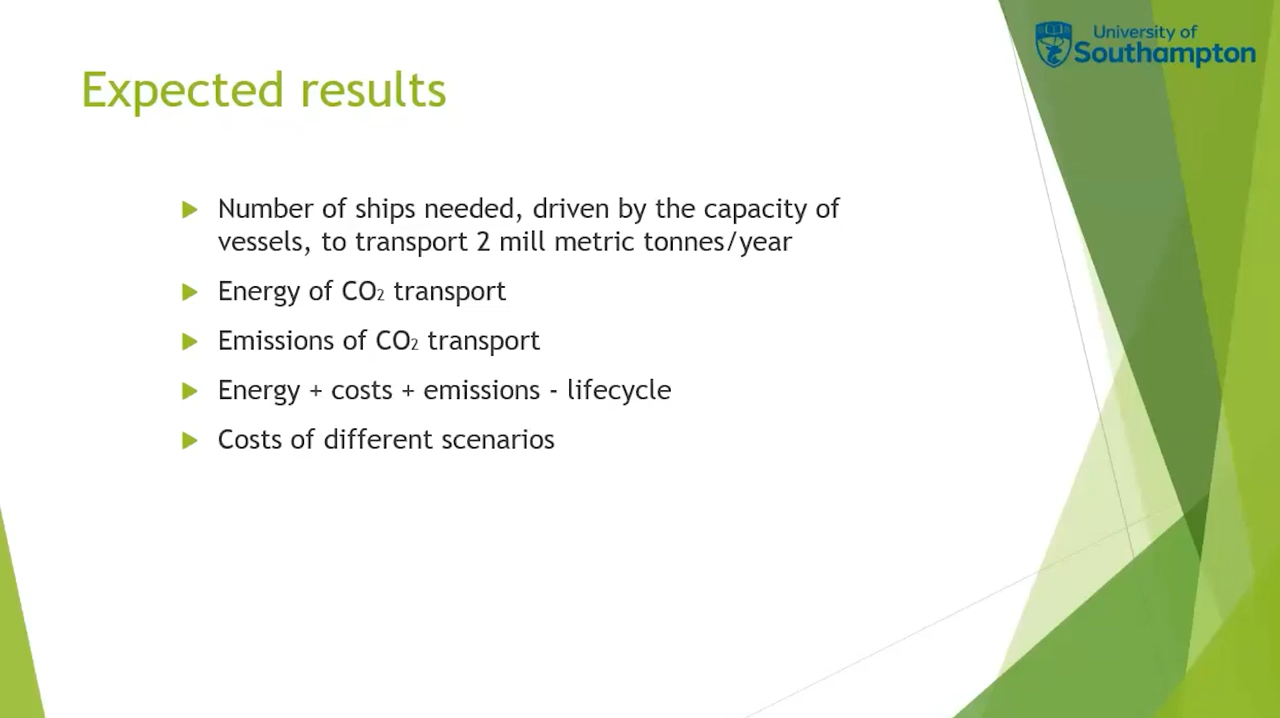 University of
Southampton
Expected results
Number of ships needed, driven by the capacity of
vessels, to transport 2 mill metric tonnes/year
Energy of CO₂ transport
Emissions of CO₂ transport
Energy + costs + emissions - lifecycle
Costs of different scenarios